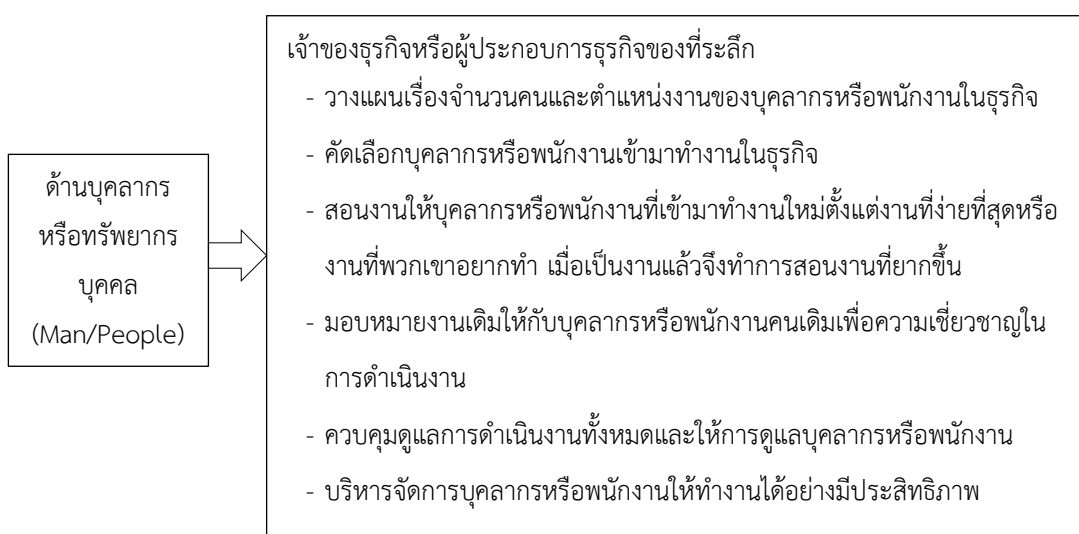 ด้านบุคลากร
หรือทรัพยากร
บุคคล
(Man/People)
เจ้าของธุรกิจหรือผู้ประกอบการธุรกิจของที่ระลึก
- วางแผนเรื่องจำนวนคนและตำแหน่งงานของบุคลากรหรือพนักงานในธุรกิจ
- คัดเลือกบุคลากรหรือพนักงานเข้ามาทำงานในธุรกิจ
- สอนงานให้บุคลากรหรือพนักงานที่เข้ามาทำงานใหม่ตั้งแต่งานที่ง่ายที่สุดหรือ
งานที่พวกเขาอยากทำ เมื่อเป็นงานแล้วจึงทำการสอนงานที่ยากขึ้น
- มอบหมายงานเดิมให้กับบุคลากรหรือพนักงานคนเดิมเพื่อความเชี่ยวชาญใน
การดำเนินงาน
- ควบคุมดูแลการดำเนินงานทั้งหมดและให้การดูแลบุคลากรหรือพนักงาน
- บริหารจัดการบุคลากรหรือพนักงานให้ทำงานได้อย่างมีประสิทธิภาพ